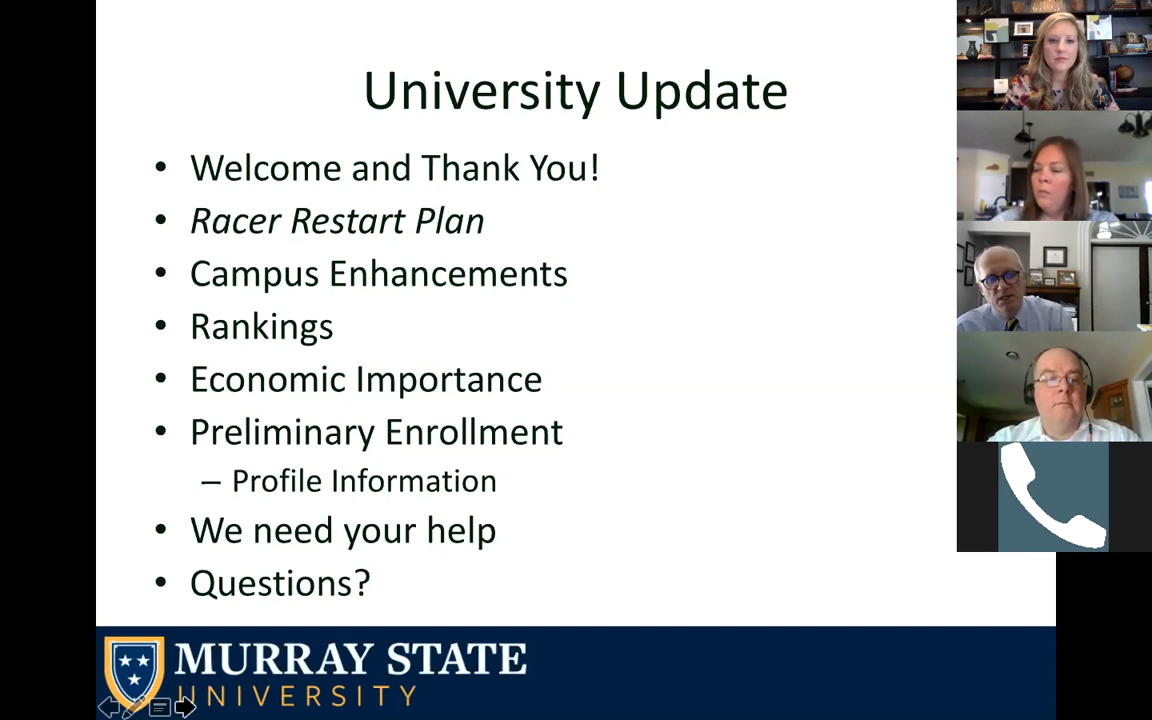 University Update
• Welcome and Thank You!
• Racer Restart Plan
• Campus Enhancements
• Rankings
• Economic Importance
• Preliminary Enrollment
– Profile Information
• We need your help
• Questions?
MURRAY STATE
UNIVERSITY